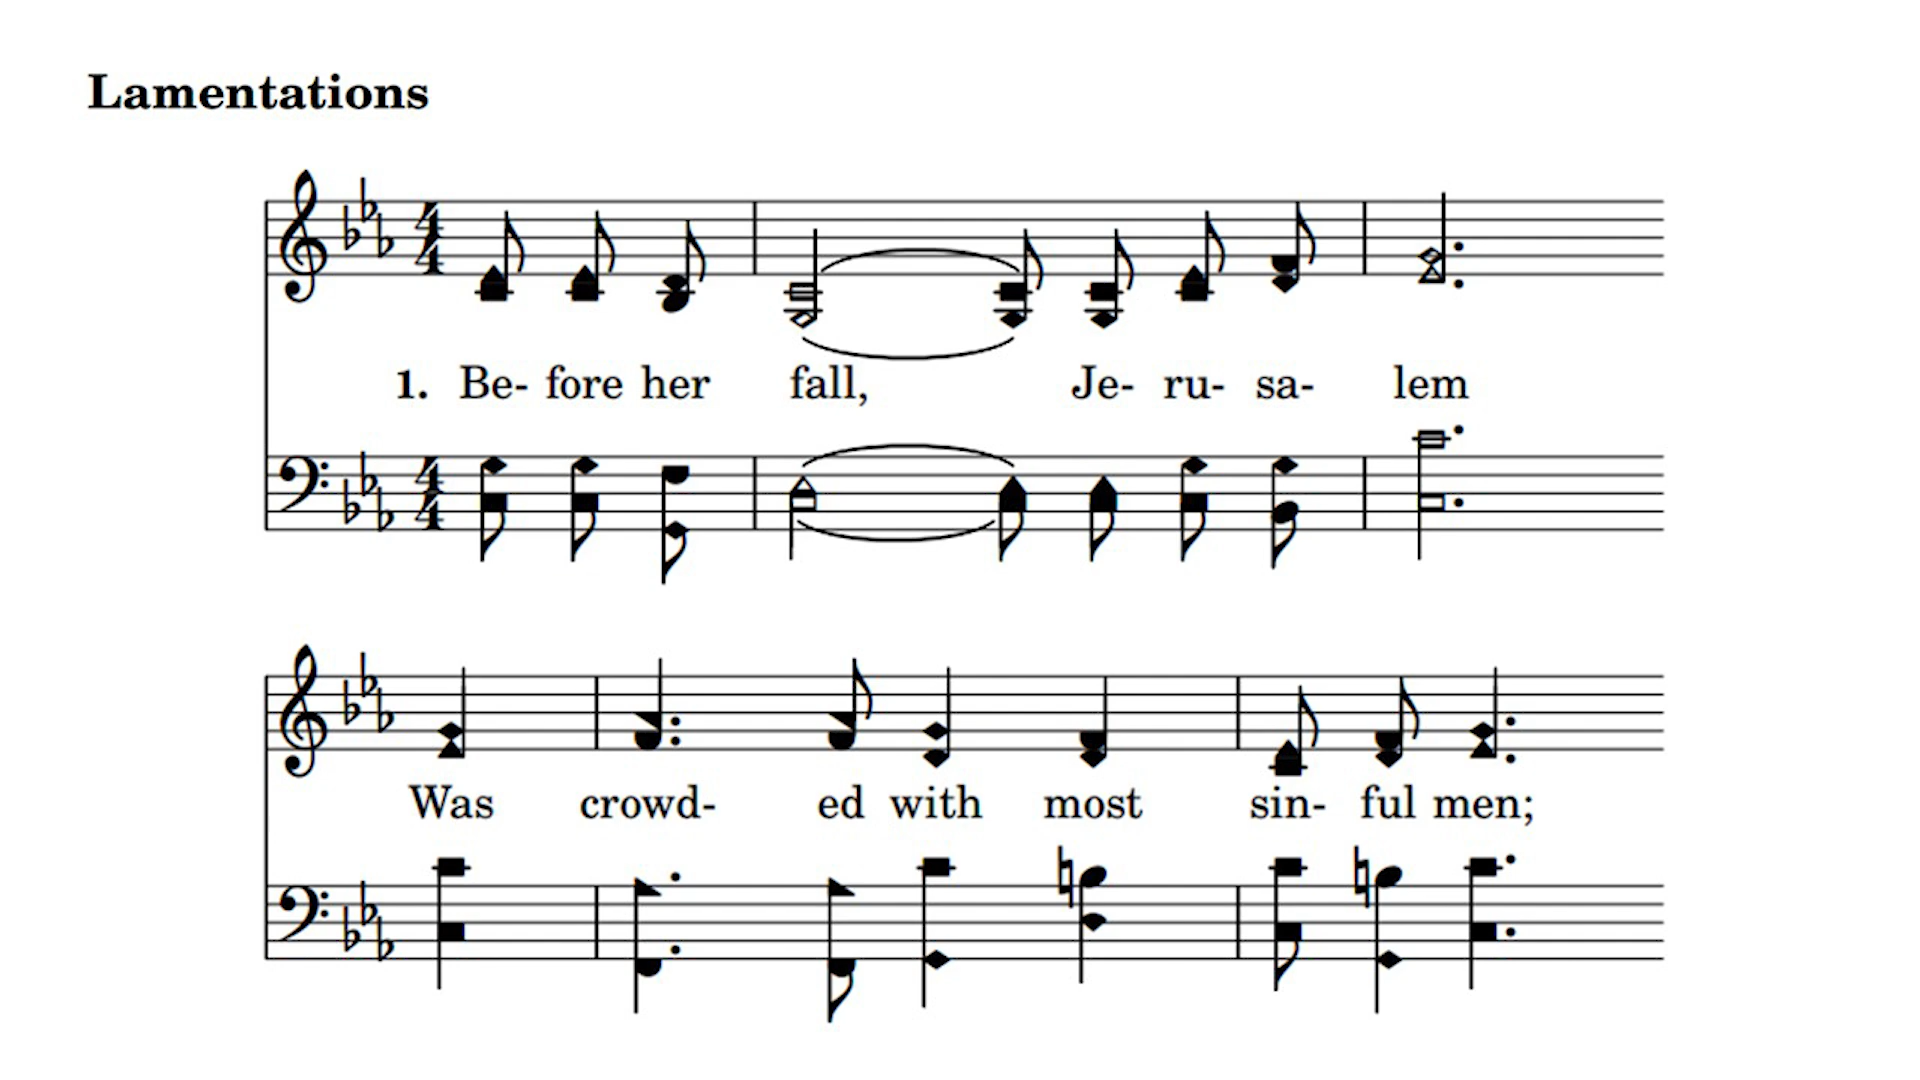 Lamentations
1. Be- fore her fall, Je- ru- sa- lem
Was crowd- ed with most sin- ful men;